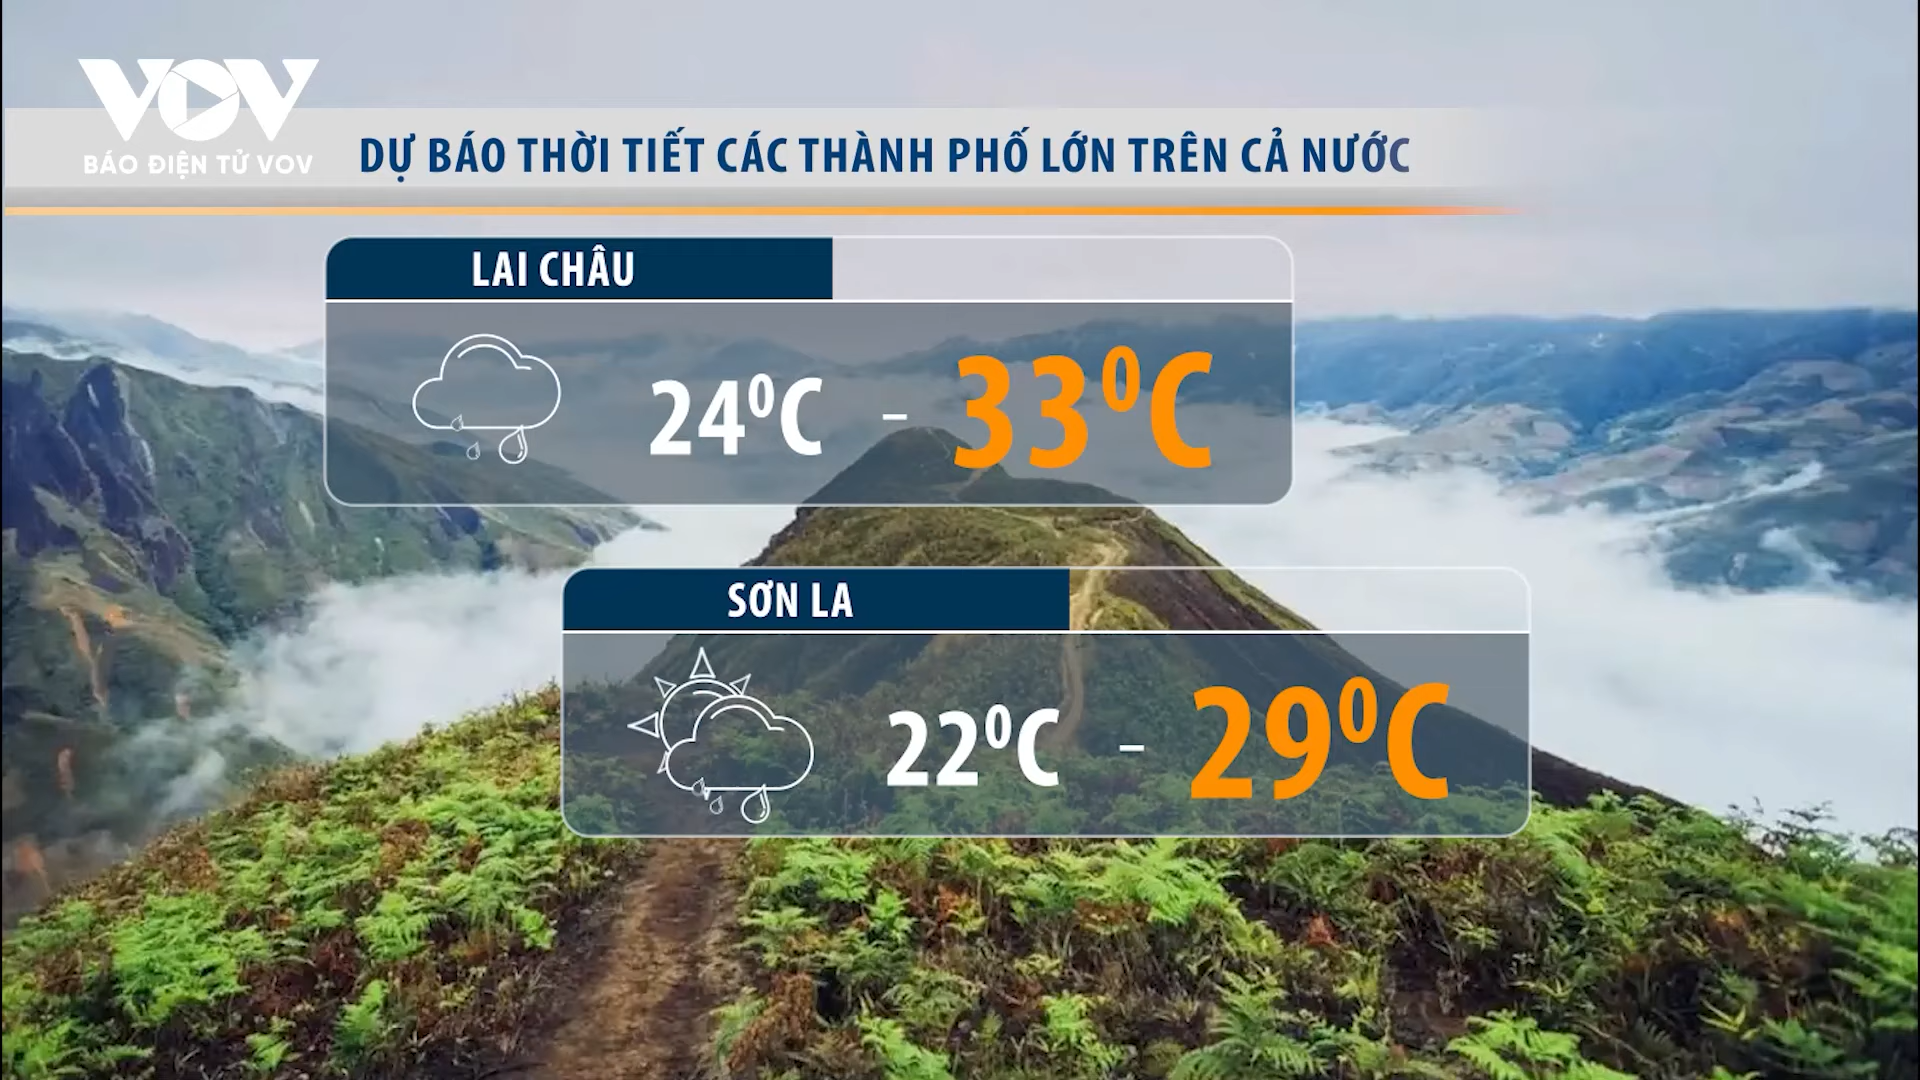 VOV
BÁO ĐIỆN TỬ VOV
DỰ BÁO THỜI TIẾT CÁC THÀNH PHỐ LỚN TRÊN CẢ NƯỚC
LAI CHÂU
24⁰C - 33⁰C
SƠN LA
22⁰C - 29⁰C